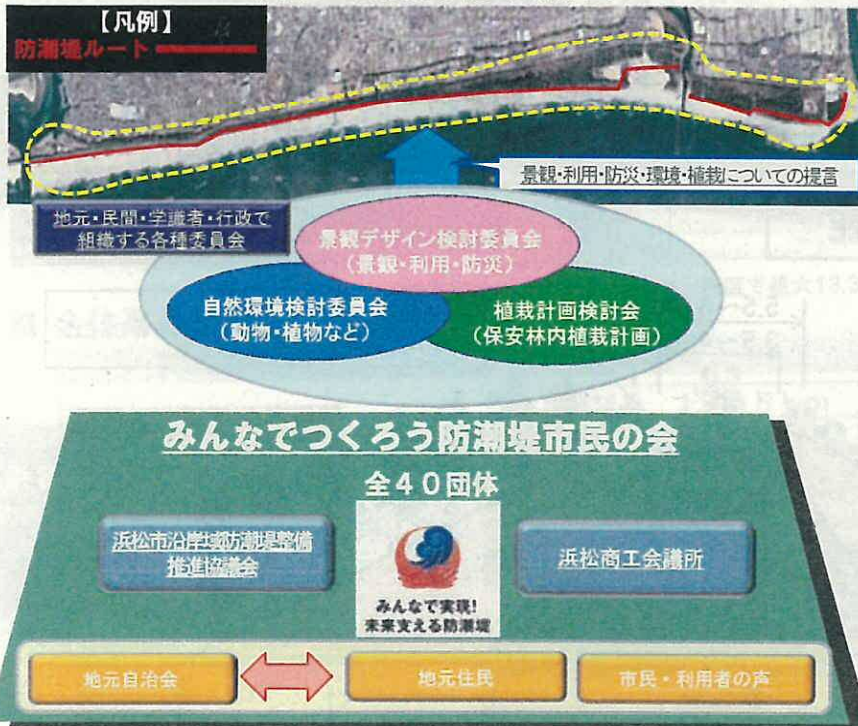 【凡例】
防潮堤ルート
景観・利用・防災・環境・植栽についての提言
地元・民間・学識者・行政で
組織する各種委員会
景観デザイン検討委員会
(景観・利用・防災)
自然環境検討委員会
(動物・植物など)
植栽計画検討会
(保安林内植栽計画)
みんなでつくろう防潮堤市民の会
全40団体
浜松市沿岸域防潮堤整備
推進協議会
浜松商工会議所
みんなで実現!
未来支える防潮堤
地元自治会
地元住民
市民・利用者の声